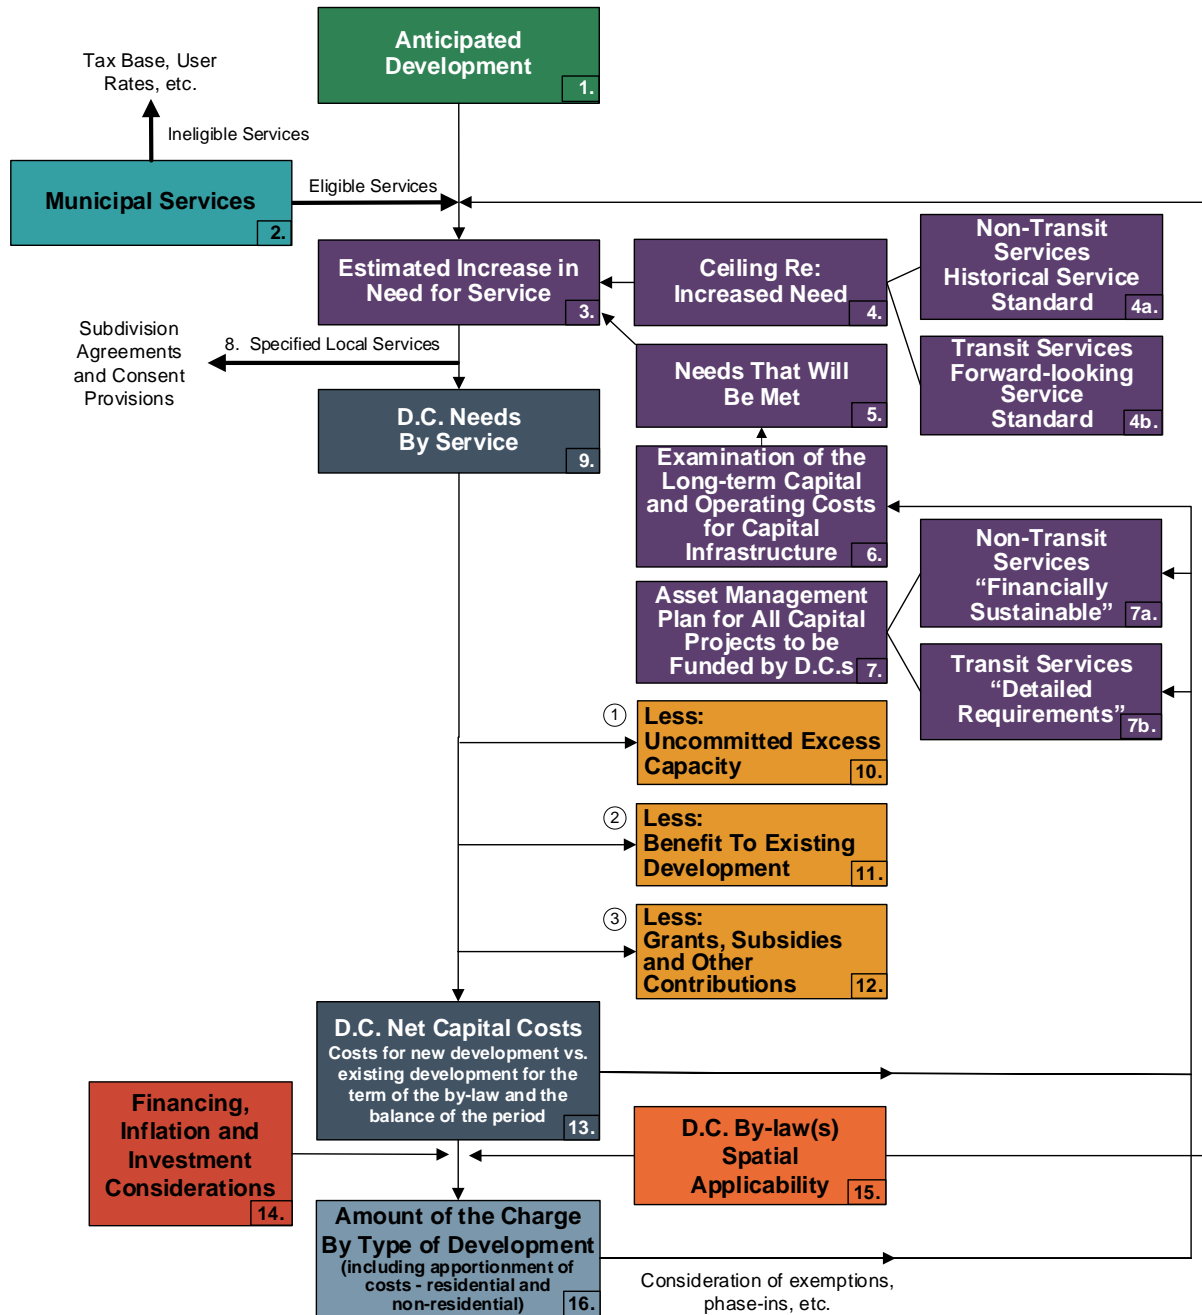 Anticipated
Development
1.
Tax Base, User
Rates, etc.
Ineligible Services
Municipal Services
2.
Eligible Services
Estimated Increase in
Need for Service
3.
Ceiling Re:
Increased Need
4.
Non-Transit
Services
Historical Service
Standard
4a.
Transit Services
Forward-looking
Service
Standard
4b.
Subdivision
Agreements
and Consent
Provisions
8. Specified Local Services
Needs That Will
Be Met
5.
D.C. Needs
By Service
9.
Examination of the
Long-term Capital
and Operating Costs
for Capital
Infrastructure
6.
Non-Transit
Services
“Financially
Sustainable”
7a.
Asset Management
Plan for All Capital
Projects to be
Funded by D.C.s
7.
Transit Services
“Detailed
Requirements”
7b.
1
Less:
Uncommitted Excess
Capacity
10.
2
Less:
Benefit To Existing
Development
11.
3
Less:
Grants, Subsidies
and Other
Contributions
12.
D.C. Net Capital Costs
Costs for new development vs.
existing development for the
term of the by-law and the
balance of the period
13.
Financing,
Inflation and
Investment
Considerations
14.
D.C. By-law(s)
Spatial
Applicability
15.
Amount of the Charge
By Type of Development
(including apportionment of
costs - residential and
non-residential)
16.
Consideration of exemptions,
phase-ins, etc.